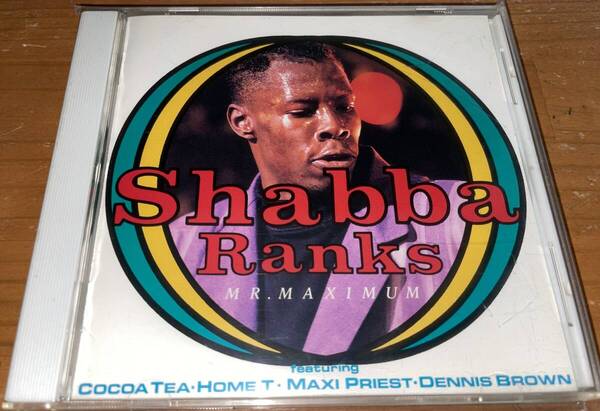 Shabba
Ranks
MR. MAXIMUM
featuring
COCOA TEA·HOME T·MAXI PRIEST·DENNIS BROWN